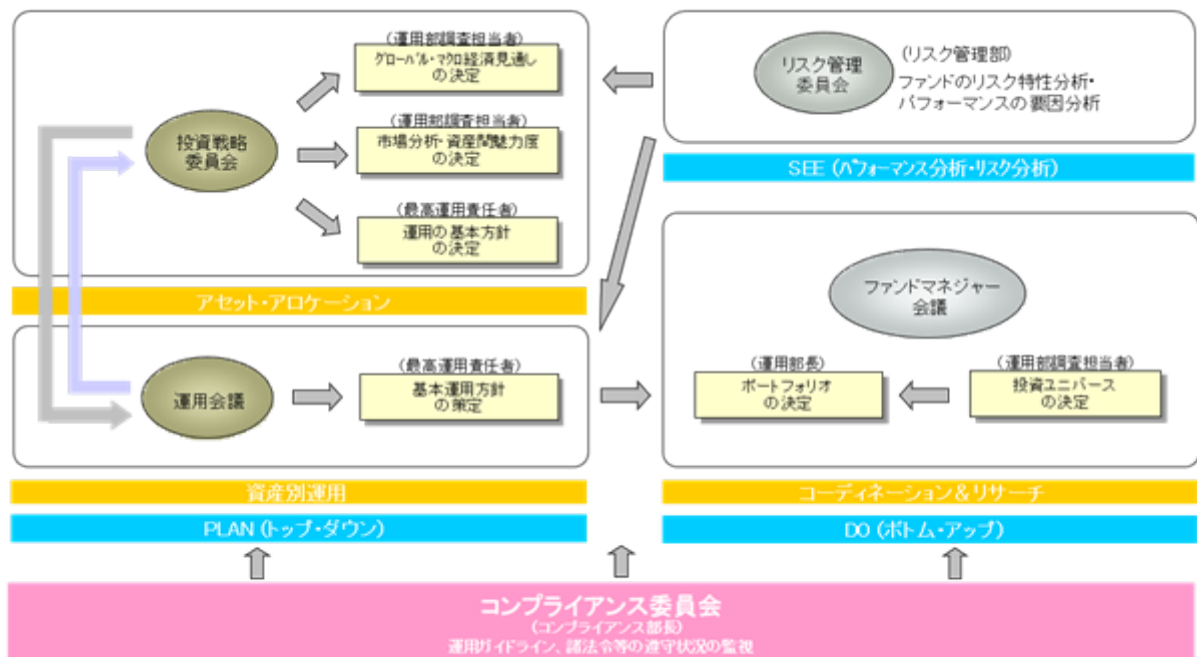 (運用部調査担当者)
グローバル・マクロ経済見通し
の決定
投資戦略
委員会
(運用部調査担当者)
市場分析・資産間魅力度
の決定
(最高運用責任者)
運用の基本方針
の決定
アセット・アロケーション
運用会議
(最高運用責任者)
基本運用方針
の策定
資産別運用
PLAN (トップ・ダウン)
リスク管理
委員会
(リスク管理部)
ファンドのリスク特性分析・
パフォーマンスの要因分析
SEE (パフォーマンス分析・リスク分析)
ファンドマネジャー
会議
(運用部長)
ポートフォリオ
の決定
(運用部調査担当者)
投資ユニバース
の決定
コーディネーション&リサーチ
DO (ボトム・アップ)
コンプライアンス委員会
(コンプライアンス部長)
運用ガイドライン、諸法令等の遵守状況の監視